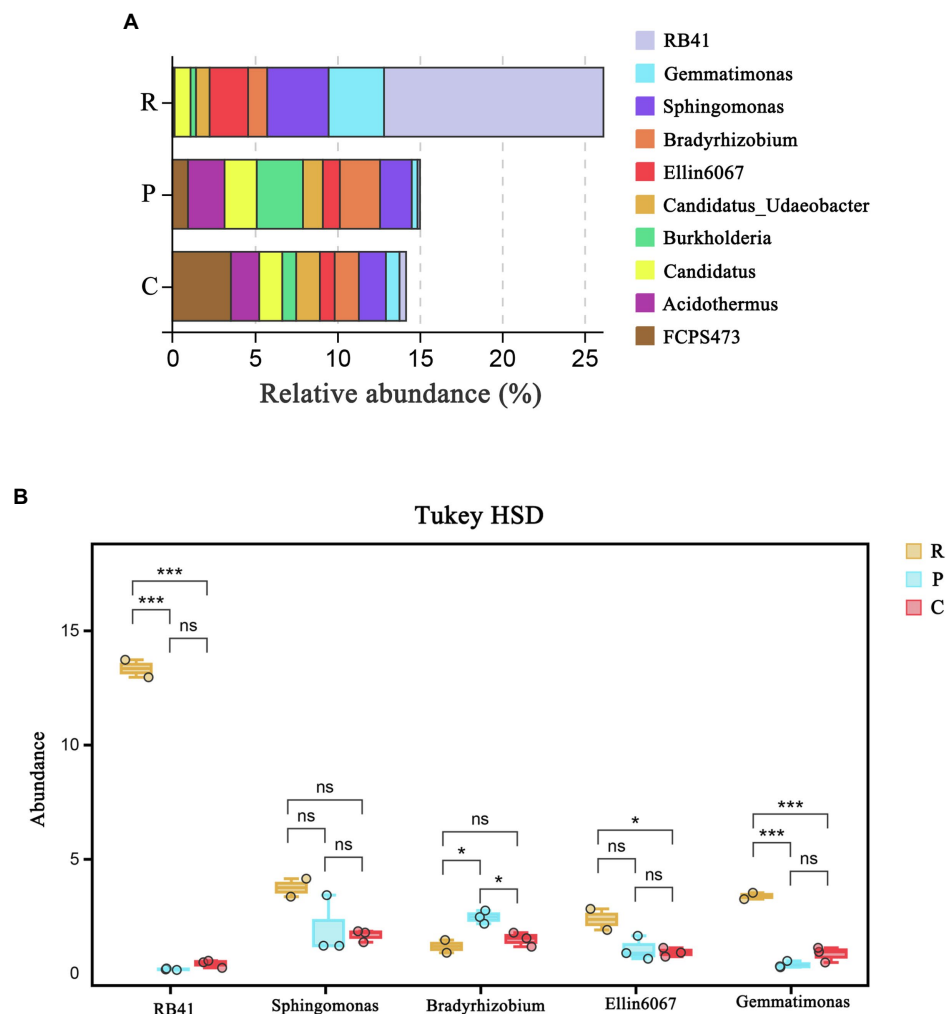 A
R
P
C
0 5 10 15 20 25
Relative abundance (%)
RB41
Gemmatimonas
Sphingomonas
Bradyrhizobium
Ellin6067
Candidatus_Udaeobacter
Burkholderia
Candidatus
Acidothermus
FCPS473
B
Tukey HSD
R
P
C
Abundance
15
10
5
0
***
***
ns
ns
ns
ns
ns
*
*
*
ns
ns
***
***
ns
RB41 Sphingomonas Bradyrhizobium Ellin6067 Gemmatimonas